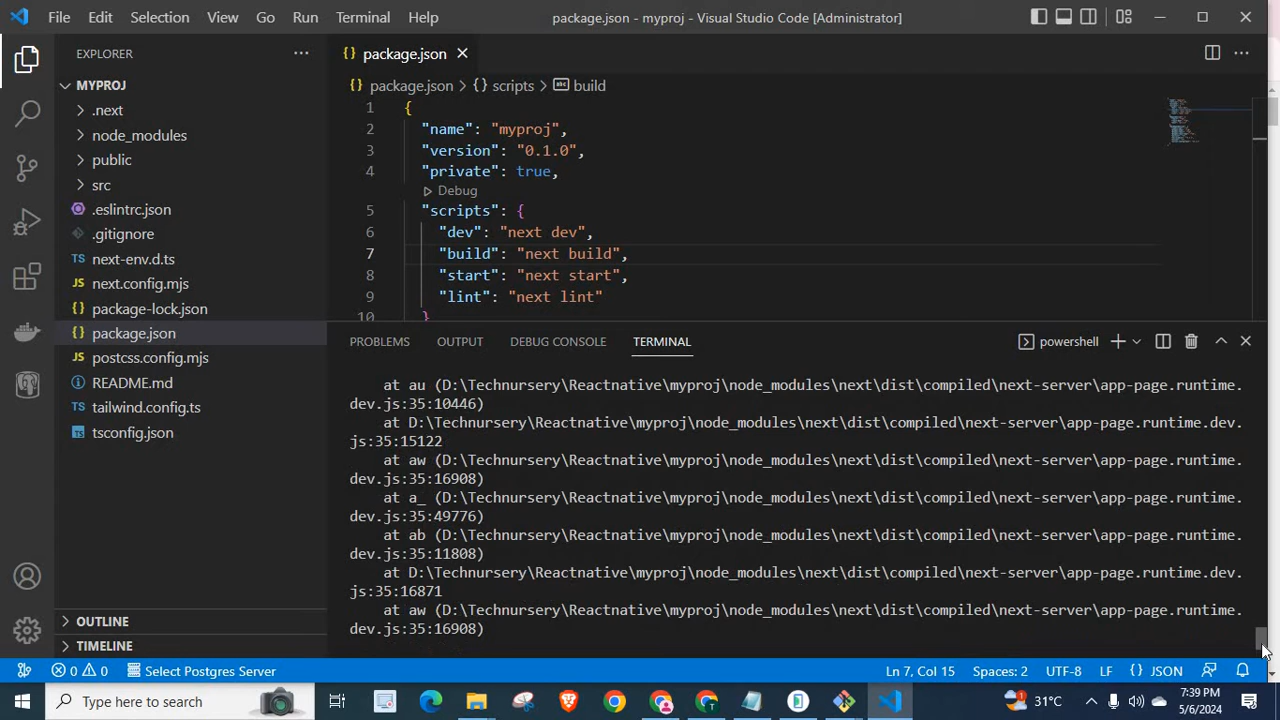 File Edit Selection View Go Run Terminal Help package.json - myproj - Visual Studio Code [Administrator]
EXPLORER
package.json
MYPROJ
package.json > {} scripts > build
.next
node_modules
public
src
.eslintrc.json
.gitignore
next-env.d.ts
next.config.mjs
package-lock.json
package.json
postcss.config.mjs
README.md
tailwind.config.ts
tsconfig.json
OUTLINE
TIMELINE
1 {
2 "name": "myproj",
3 "version": "0.1.0",
4 "private": true,
Debug
5 "scripts": {
6 "dev": "next dev",
7 "build": "next build",
8 "start": "next start",
9 "lint": "next lint"
10 }
PROBLEMS OUTPUT DEBUG CONSOLE TERMINAL powershell
at au (D:\Technursery\Reactnative\myproj\node_modules\next\dist\compiled\next-server\app-page.runtime.
dev.js:35:10446)
at D:\Technursery\Reactnative\myproj\node_modules\next\dist\compiled\next-server\app-page.runtime.dev.
js:35:15122
at aw (D:\Technursery\Reactnative\myproj\node_modules\next\dist\compiled\next-server\app-page.runtime.
dev.js:35:16908)
at a_ (D:\Technursery\Reactnative\myproj\node_modules\next\dist\compiled\next-server\app-page.runtime.
dev.js:35:49776)
at ab (D:\Technursery\Reactnative\myproj\node_modules\next\dist\compiled\next-server\app-page.runtime.
dev.js:35:11808)
at D:\Technursery\Reactnative\myproj\node_modules\next\dist\compiled\next-server\app-page.runtime.dev.
js:35:16871
at aw (D:\Technursery\Reactnative\myproj\node_modules\next\dist\compiled\next-server\app-page.runtime.
dev.js:35:16908)
0 0 Select Postgres Server Ln 7, Col 15 Spaces: 2 UTF-8 LF {} JSON
Type here to search 31°C 7:39 PM
5/6/2024